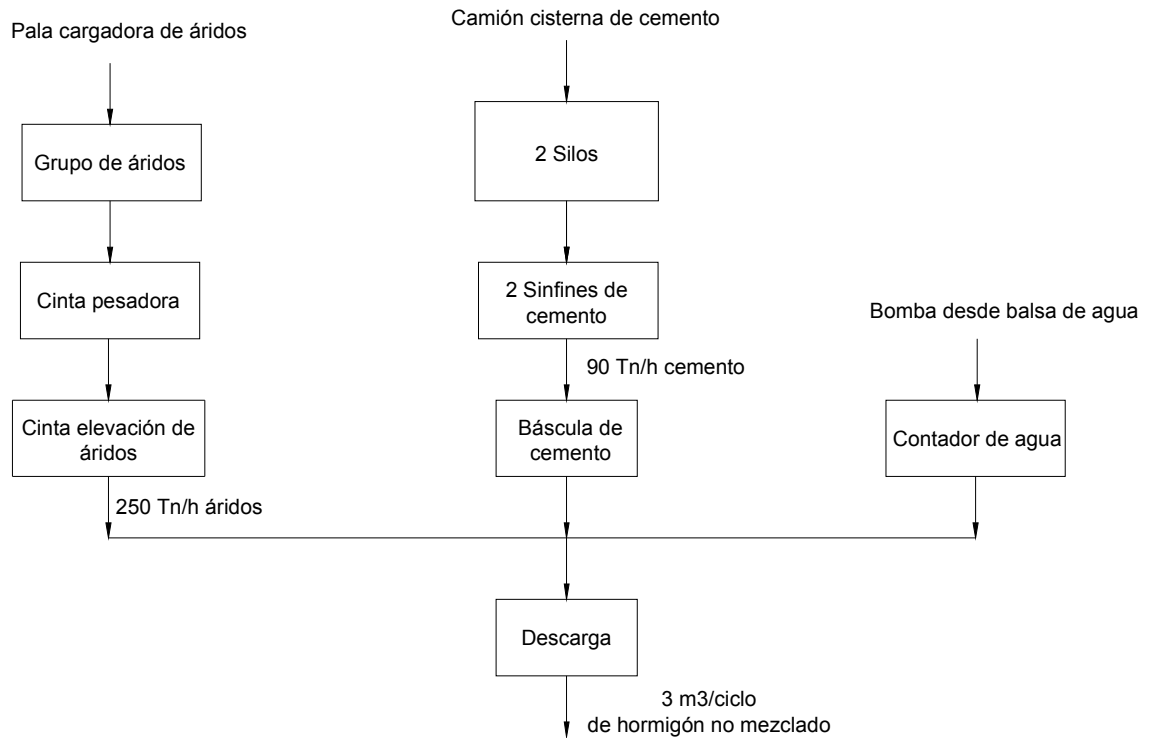 Camión cisterna de cemento
Pala cargadora de áridos
Grupo de áridos
2 Silos
Cinta pesadora
2 Sinfines de
cemento
Bomba desde balsa de agua
90 Tn/h cemento
Cinta elevación de
áridos
Báscula de
cemento
Contador de agua
250 Tn/h áridos
Descarga
3 m3/ciclo
de hormigón no mezclado